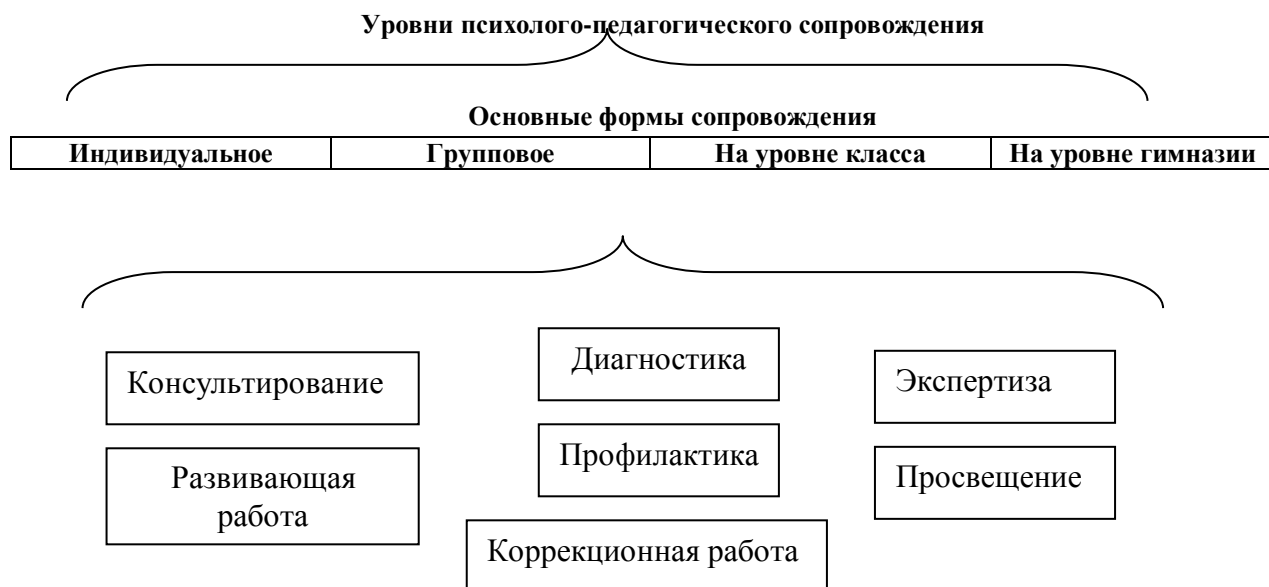 Уровни психолого-педагогического сопровождения
Основные формы сопровождения
Индивидуальное Групповое На уровне класса На уровне гимназии
Консультирование
Диагностика
Экспертиза
Развивающая
работа
Профилактика
Просвещение
Коррекционная работа